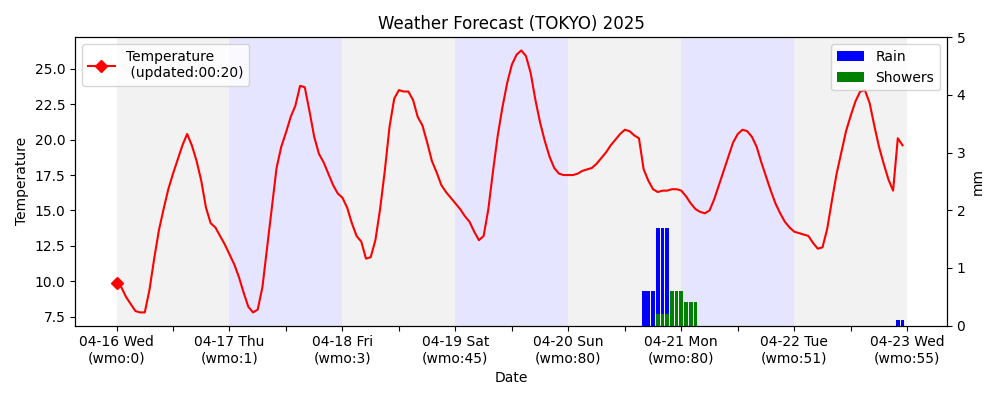 Weather Forecast (TOKYO) 2025
Temperature
(updated:00:20)
Rain
Showers
25.0
22.5
20.0
17.5
15.0
12.5
10.0
7.5
Temperature
5
4
3
2
1
0
mm
04-16 Wed
(wmo:0)
04-17 Thu
(wmo:1)
04-18 Fri
(wmo:3)
04-19 Sat
(wmo:45)
04-20 Sun
(wmo:80)
04-21 Mon
(wmo:80)
04-22 Tue
(wmo:51)
04-23 Wed
(wmo:55)
Date